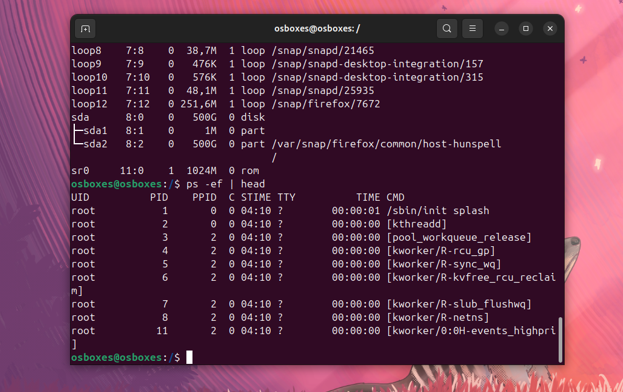 osboxes@osboxes: /
loop8    7:8    0  38,7M  1 loop /snap/snapd/21465
loop9    7:9    0   476K  1 loop /snap/snapd-desktop-integration/157
loop10   7:10   0   576K  1 loop /snap/snapd-desktop-integration/315
loop11   7:11   0  48,1M  1 loop /snap/snapd/25935
loop12   7:12   0 251,6M  1 loop /snap/firefox/7672
sda      8:0    0   500G  0 disk
├─sda1   8:1    0     1M  0 part
└─sda2   8:2    0   500G  0 part /var/snap/firefox/common/host-hunspell
                                 /
sr0     11:0    1  1024M  0 rom
osboxes@osboxes:/$ ps -ef | head
UID          PID    PPID  C STIME TTY          TIME CMD
root           1       0  0 04:10 ?        00:00:01 /sbin/init splash
root           2       0  0 04:10 ?        00:00:00 [kthreadd]
root           3       2  0 04:10 ?        00:00:00 [pool_workqueue_release]
root           4       2  0 04:10 ?        00:00:00 [kworker/R-rcu_gp]
root           5       2  0 04:10 ?        00:00:00 [kworker/R-sync_wq]
root           6       2  0 04:10 ?        00:00:00 [kworker/R-kvfree_rcu_reclai
m]
root           7       2  0 04:10 ?        00:00:00 [kworker/R-slub_flushwq]
root           8       2  0 04:10 ?        00:00:00 [kworker/R-netns]
root          11       2  0 04:10 ?        00:00:00 [kworker/0:0H-events_highpri
]
osboxes@osboxes:/$